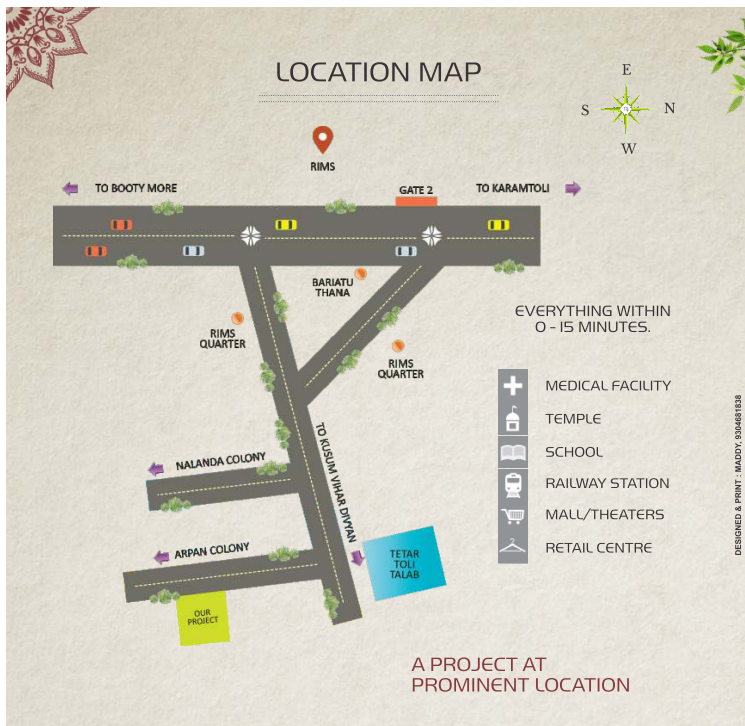 LOCATION MAP
E
S
N
W
RIMS
TO BOOTY MORE
GATE 2
TO KARAMTOLI
BARIATU
THANA
RIMS
QUARTER
RIMS
QUARTER
EVERYTHING WITHIN
0 - 15 MINUTES.
MEDICAL FACILITY
TEMPLE
SCHOOL
RAILWAY STATION
MALL/THEATERS
RETAIL CENTRE
TO KUSUM VIHAR DIVYAN
NALANDA COLONY
ARPAN COLONY
TETAR
TOLI
TALAB
OUR
PROJECT
A PROJECT AT
PROMINENT LOCATION
DESIGNED & PRINT : MADDY, 9304681838